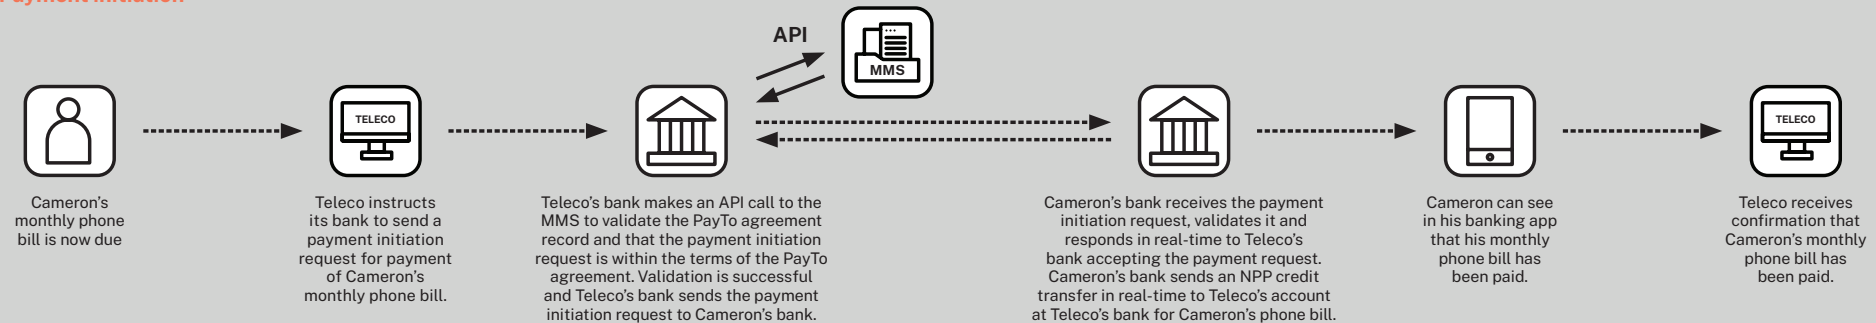 Payment initiation
API
MMS
TELECO
TELECO
Cameron's
monthly phone
bill is now due
Teleco instructs
its bank to send a
payment initiation
request for payment
of Cameron's
monthly phone bill.
Teleco's bank makes an API call to the
MMS to validate the PayTo agreement
record and that the payment initiation
request is within the terms of the PayTo
agreement. Validation is successful
and Teleco's bank sends the payment
initiation request to Cameron's bank.
Cameron's bank receives the payment
initiation request, validates it and
responds in real-time to Teleco's
bank accepting the payment request.
Cameron's bank sends an NPP credit
transfer in real-time to Teleco's account
at Teleco's bank for Cameron's phone bill.
Cameron can see
in his banking app
that his monthly
phone bill has
been paid.
Teleco receives
confirmation that
Cameron's monthly
phone bill has
been paid.